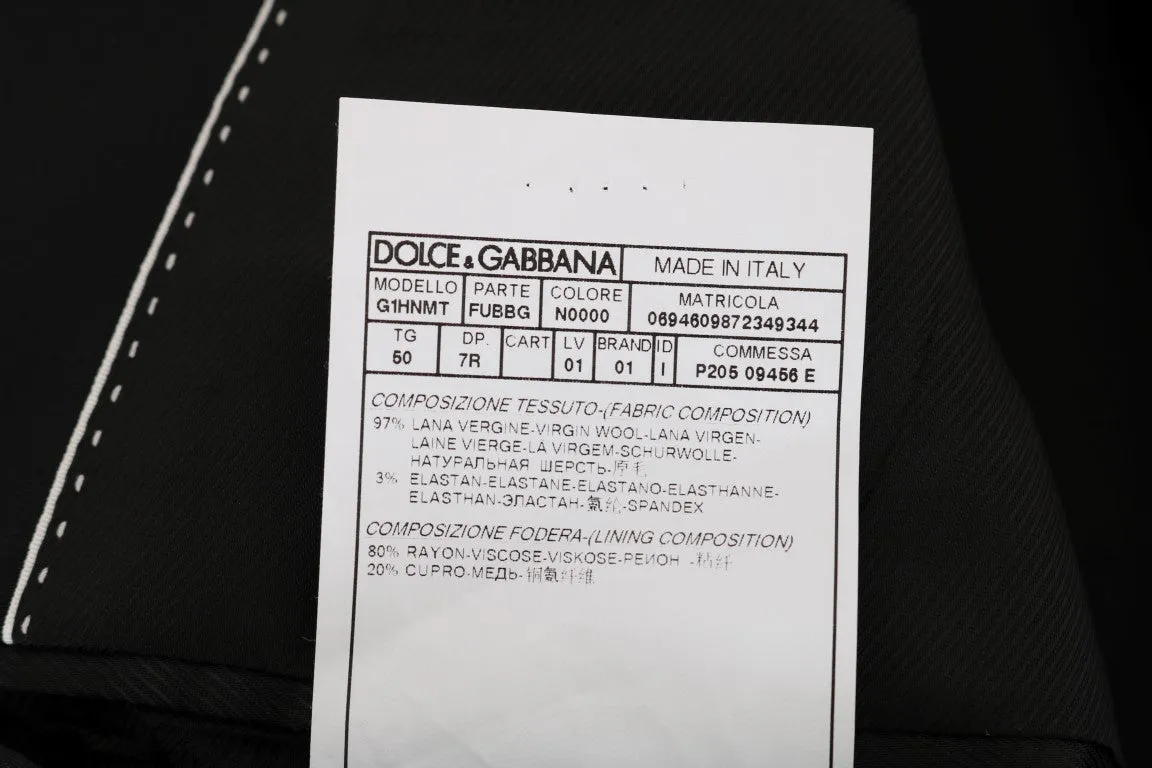 DOLCE & GABBANA MADE IN ITALY
MODELLO PARTE COLORE MATRICOLA
G1HNMT FUBBG N0000 0694609872349344
TG DP. CART LV BRAND ID COMMESSA
50 7R 01 01 I P205 09456 E
COMPOSIZIONE TESSUTO-(FABRIC COMPOSITION)
97% LANA VERGINE-VIRGIN WOOL-LANA VIRGEN-
LAINE VIERGE-LA VIRGEM-SCHURWOLLE-
НАТУРАЛЬНАЯ ШЕРСТЬ-原毛
3% ELASTAN-ELASTANE-ELASTANO-ELASTHANNE-
ELASTHAN-ЭЛАСТАН-氨纶-SPANDEX
COMPOSIZIONE FODERA-(LINING COMPOSITION)
80% RAYON-VISCOSE-VISKOSE-РЕИОН -粘纤
20% CUPRO-МЕДЬ-铜氨纤维